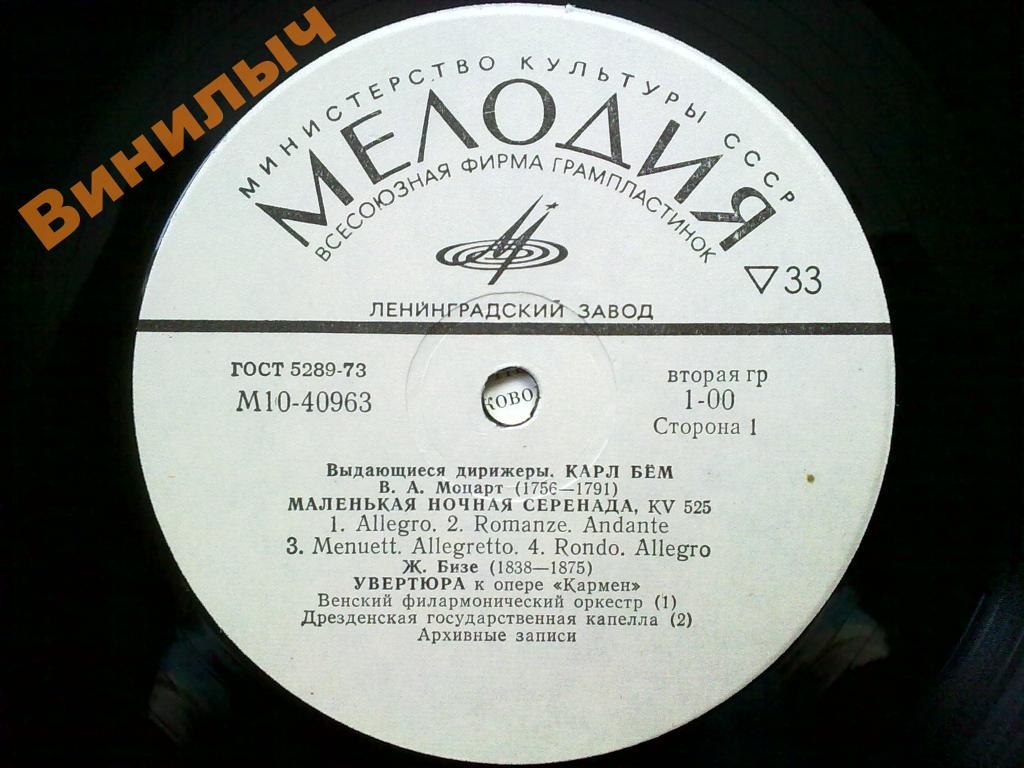 Винилыч
МИНИСТЕРСТВО КУЛЬТУРЫ СССР
МЕЛОДИЯ
ВСЕСОЮЗНАЯ ФИРМА ГРАМПЛАСТИНОК
▽33
ЛЕНИНГРАДСКИЙ ЗАВОД
ГОСТ 5289-73
М10-40963
вторая гр
1-00
Сторона 1
КОВО
Выдающиеся дирижеры. КАРЛ БЁМ
В. А. Моцарт (1756—1791)
МАЛЕНЬКАЯ НОЧНАЯ СЕРЕНАДА, KV 525
1. Allegro. 2. Romanze. Andante
3. Menuett. Allegretto. 4. Rondo. Allegro
Ж. Бизе (1838—1875)
УВЕРТЮРА к опере «Кармен»
Венский филармонический оркестр (1)
Дрезденская государственная капелла (2)
Архивные записи